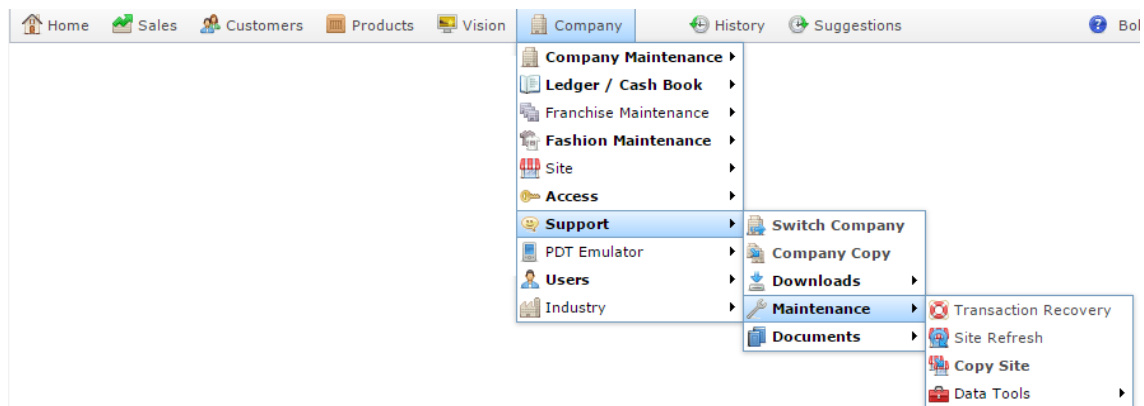 Home Sales Customers Products Vision Company History Suggestions
Company Maintenance
Ledger / Cash Book
Franchise Maintenance
Fashion Maintenance
Site
Access
Support
PDT Emulator
Users
Industry
Switch Company
Company Copy
Downloads
Maintenance
Documents
Transaction Recovery
Site Refresh
Copy Site
Data Tools